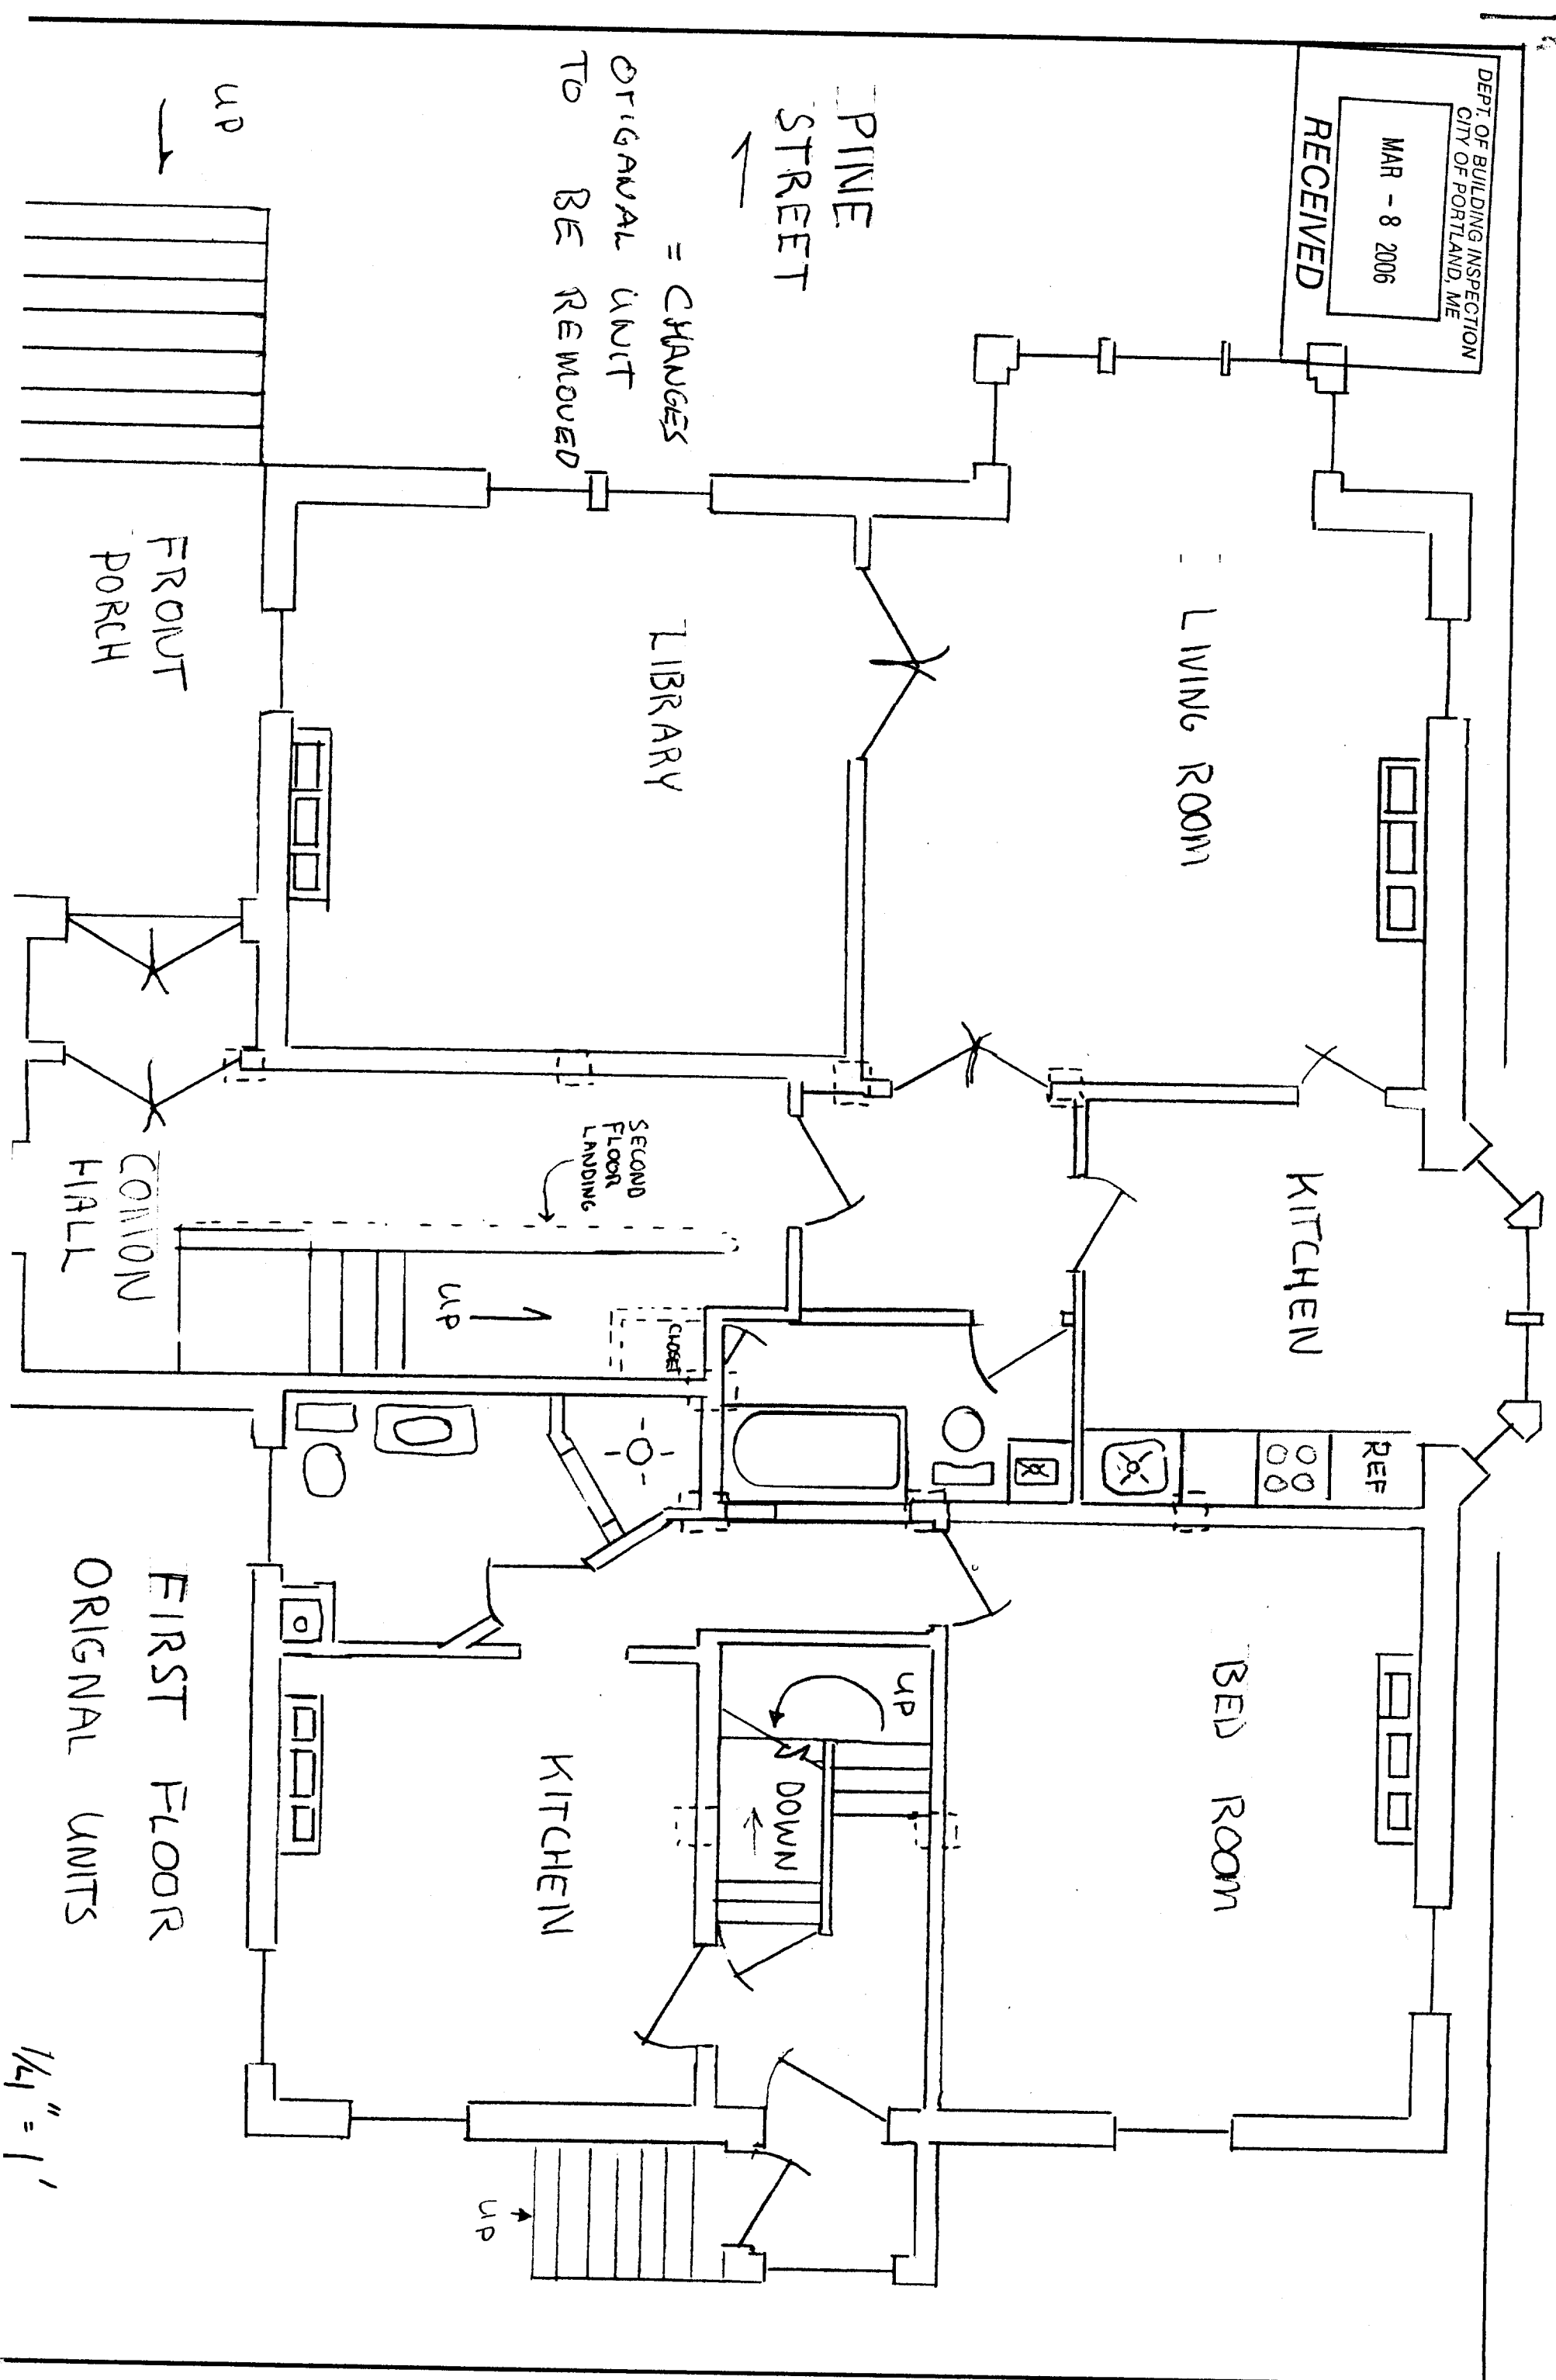 DEPT. OF BUILDING INSPECTION
CITY OF PORTLAND, ME
MAR - 8 2006
RECEIVED
PINE
STREET
= CHANGES
ORIGANAL UNIT
TO BE REMOVED
UP
FRONT
PORCH
LIVING ROOM
LIBRARY
KITCHEN
REF
SECOND
FLOOR
LANDING
UP
CLOSET
COMON
HALL
BED ROOM
UP
DOWN
KITCHEN
UP
FIRST FLOOR
ORIGNAL UNITS
1/4" = 1'